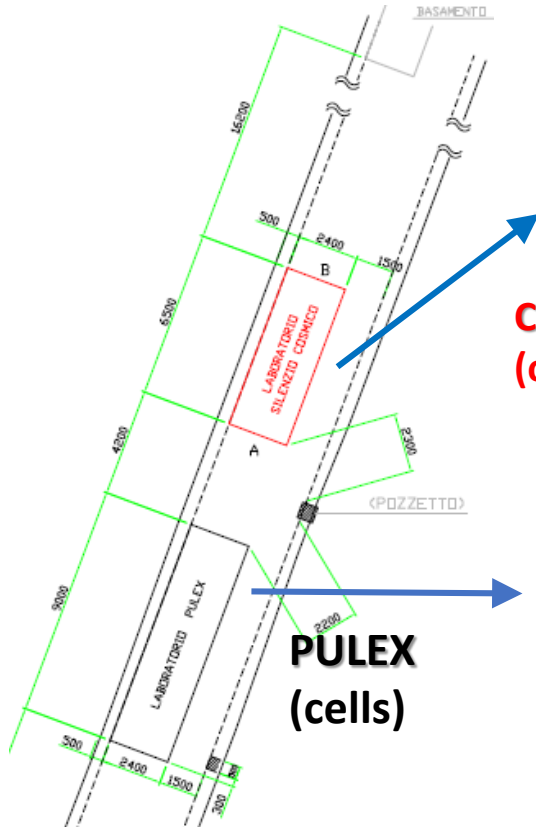 BASAMENTO
16200
500
2400
1500
B
6500
LABORATORIO
SILENZIO COSMICO
C
(
A
4200
2300
(POZZETTO)
9000
LABORATORIO PULEX
2200
PULEX
(cells)
500
2400
1500
300